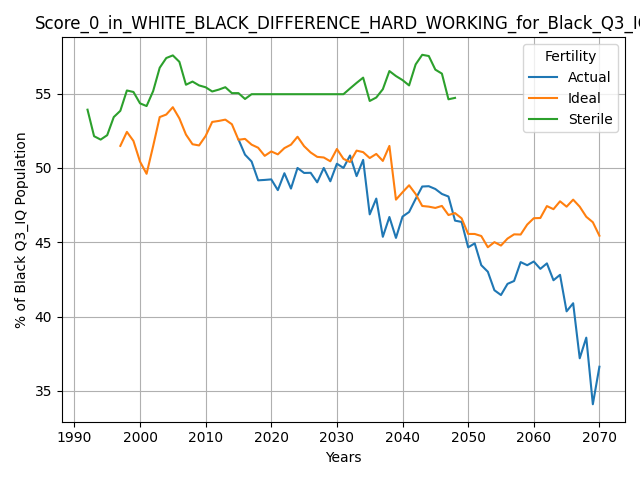 Score_0_in_WHITE_BLACK_DIFFERENCE_HARD_WORKING_for_Black_Q3_IQ
Fertility
Actual
Ideal
Sterile
% of Black Q3_IQ Population
55
50
45
40
35
1990 2000 2010 2020 2030 2040 2050 2060 2070
Years